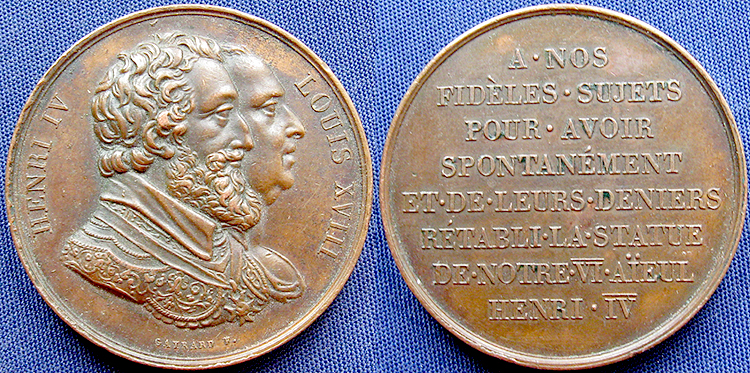 HENRI IV
LOUIS XVIII
GAYRARD F.
A·NOS
FIDÈLES·SUJETS
POUR·AVOIR
SPONTANÉMENT
ET·DE·LEURS·DENIERS
RÉTABLI·LA·STATUE
DE·NOTRE·VI·AÏEUL
HENRI·IV